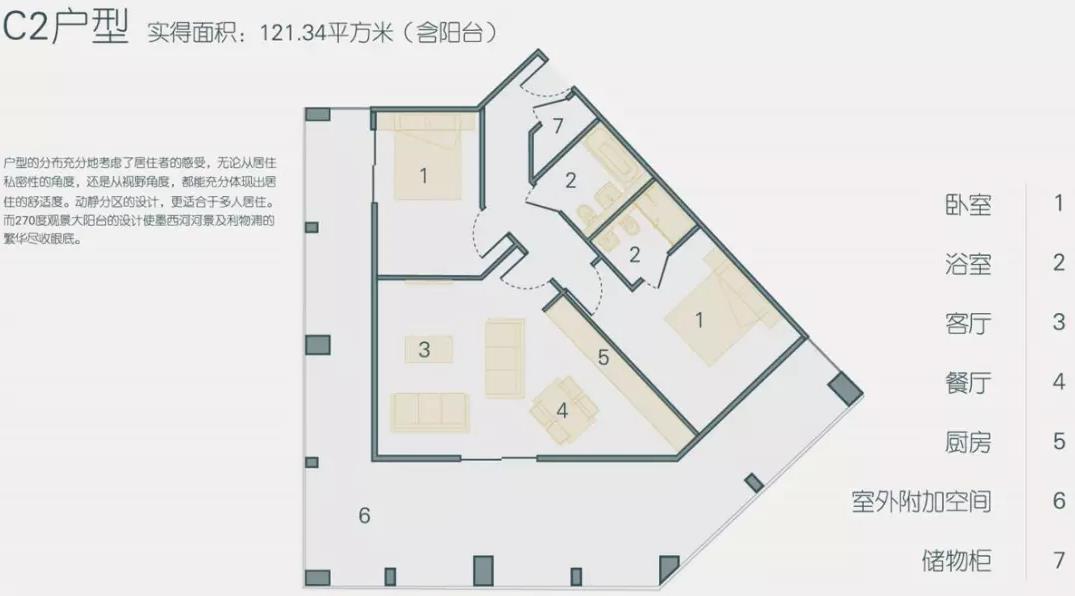 C2户型 实得面积：121.34平方米（含阳台）
户型的分布充分地考虑了居住者的感受，无论从居住
私密性的角度，还是从视野角度，都能充分体现出居
住的舒适度。动静分区的设计，更适合于多人居住。
而270度观景大阳台的设计使墨西河河景及利物浦的
繁华尽收眼底。
7
1
2
2
1
3
5
4
6
卧室 1
浴室 2
客厅 3
餐厅 4
厨房 5
室外附加空间 6
储物柜 7